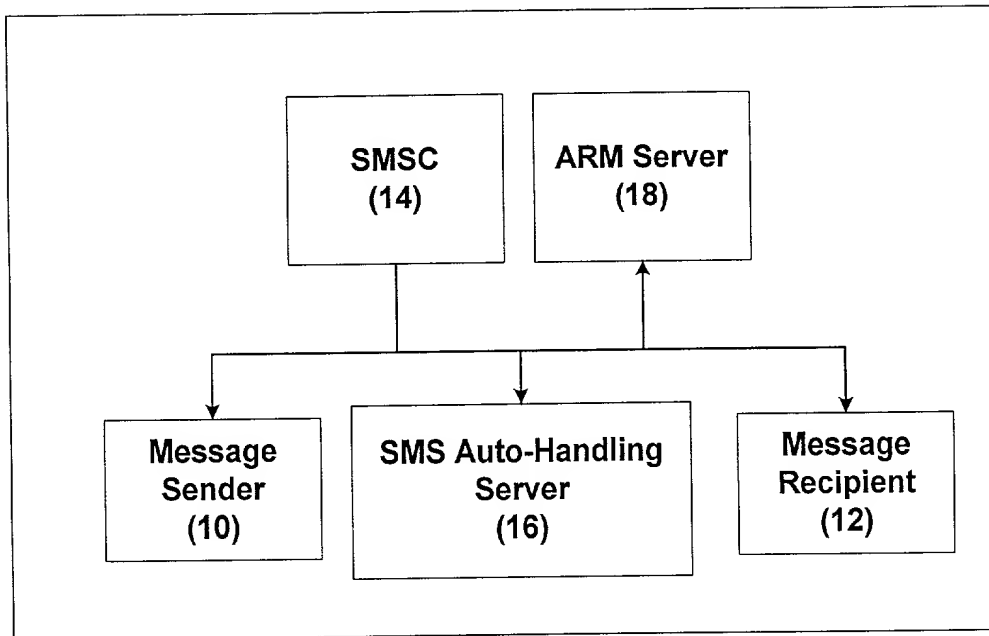 SMSC
(14)
ARM Server
(18)
Message
Sender
(10)
SMS Auto-Handling
Server
(16)
Message
Recipient
(12)